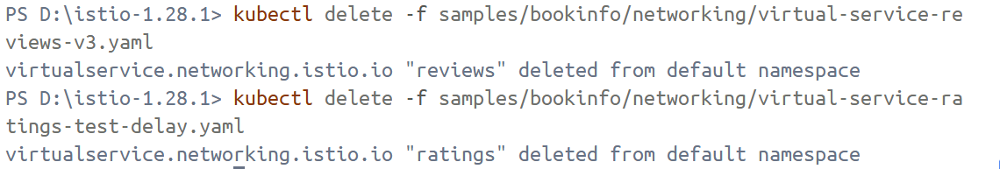 PS D:\istio-1.28.1> kubectl delete -f samples/bookinfo/networking/virtual-service-re
views-v3.yaml
virtualservice.networking.istio.io "reviews" deleted from default namespace
PS D:\istio-1.28.1> kubectl delete -f samples/bookinfo/networking/virtual-service-ra
tings-test-delay.yaml
virtualservice.networking.istio.io "ratings" deleted from default namespace